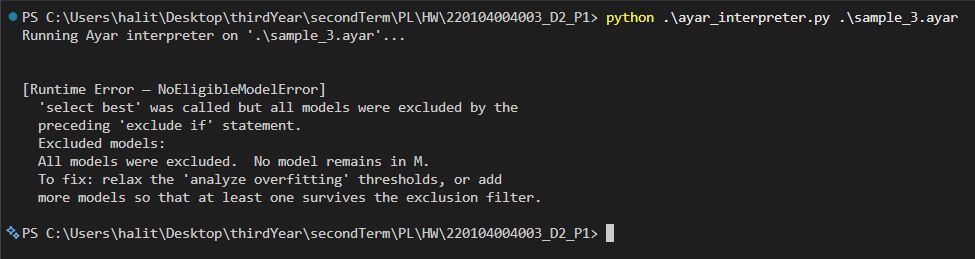 PS C:\Users\halit\Desktop\thirdYear\secondTerm\PL\HW\220104004003_D2_P1> python .\ayar_interpreter.py .\sample_3.ayar
Running Ayar interpreter on '.\sample_3.ayar'...
[Runtime Error — NoEligibleModelError]
'select best' was called but all models were excluded by the
preceding 'exclude if' statement.
Excluded models:
All models were excluded.  No model remains in M.
To fix: relax the 'analyze overfitting' thresholds, or add
more models so that at least one survives the exclusion filter.
PS C:\Users\halit\Desktop\thirdYear\secondTerm\PL\HW\220104004003_D2_P1>